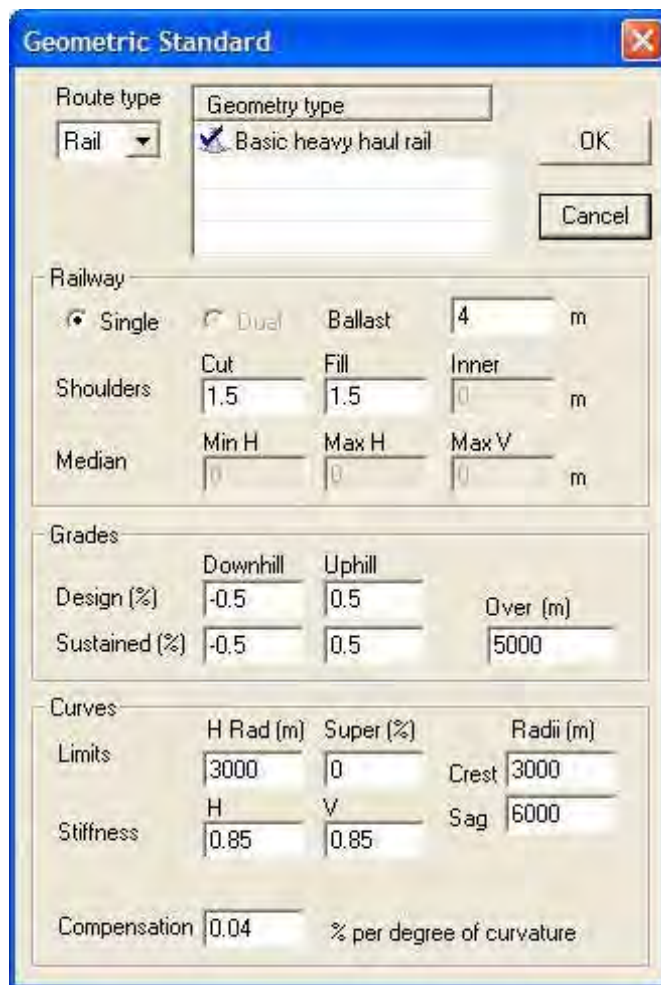 Geometric Standard
Route type
Geometry type
Rail
Basic heavy haul rail
OK
Cancel
Railway
Single Dual Ballast 4 m
Cut Fill Inner
Shoulders 1.5 1.5 0 m
Min H Max H Max V
Median 0 0 0 m
Grades
Downhill Uphill
Design (%) -0.5 0.5 Over (m)
Sustained (%) -0.5 0.5 5000
Curves
H Rad (m) Super (%) Radii (m)
Limits
3000 0 Crest 3000
H V
Stiffness 0.85 0.85 Sag 6000
Compensation 0.04 % per degree of curvature